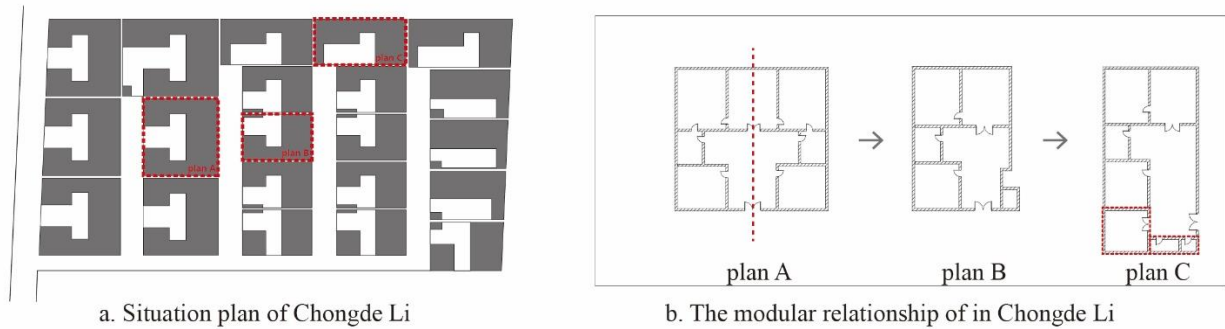 plan C
plan A
plan B
plan A
plan B
plan C
a. Situation plan of Chongde Li
b. The modular relationship of in Chongde Li